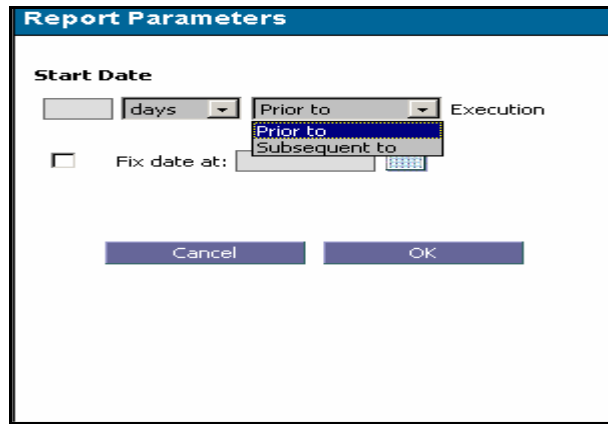 Report Parameters
Start Date
days Prior to Execution
Prior to
Subsequent to
Fix date at:
Cancel OK